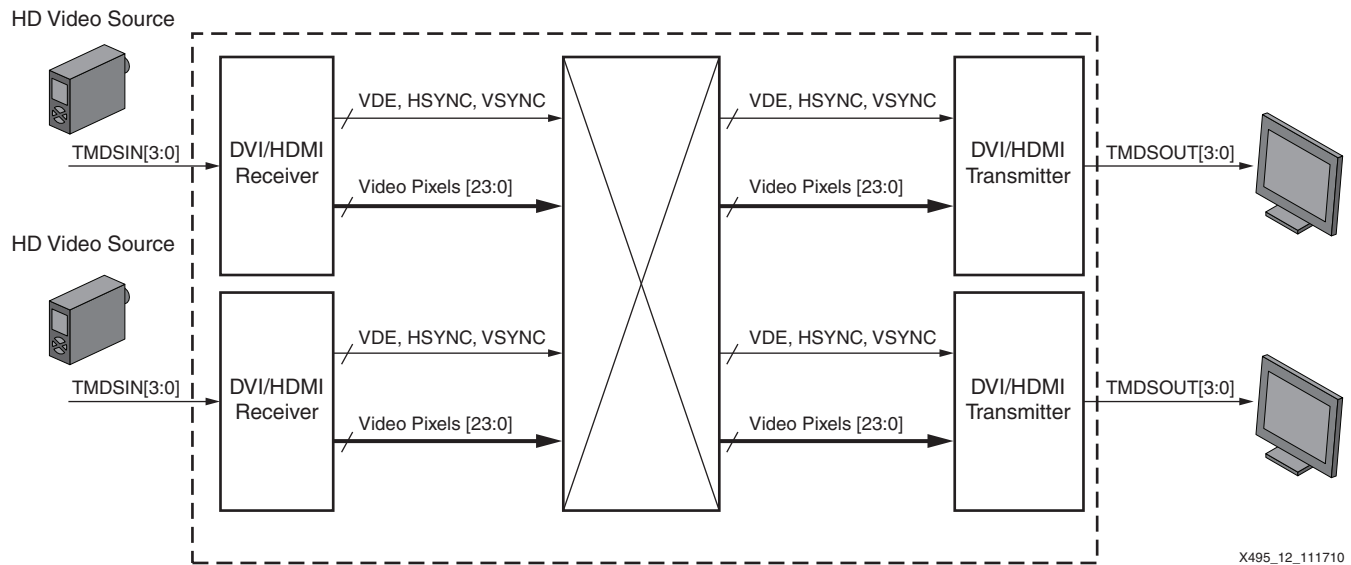 HD Video Source
VDE, HSYNC, VSYNC
VDE, HSYNC, VSYNC
TMDSIN[3:0]
DVI/HDMI
Receiver
DVI/HDMI
Transmitter
TMDSOUT[3:0]
Video Pixels [23:0]
Video Pixels [23:0]
HD Video Source
VDE, HSYNC, VSYNC
VDE, HSYNC, VSYNC
TMDSIN[3:0]
DVI/HDMI
Receiver
DVI/HDMI
Transmitter
TMDSOUT[3:0]
Video Pixels [23:0]
Video Pixels [23:0]
X495_12_111710